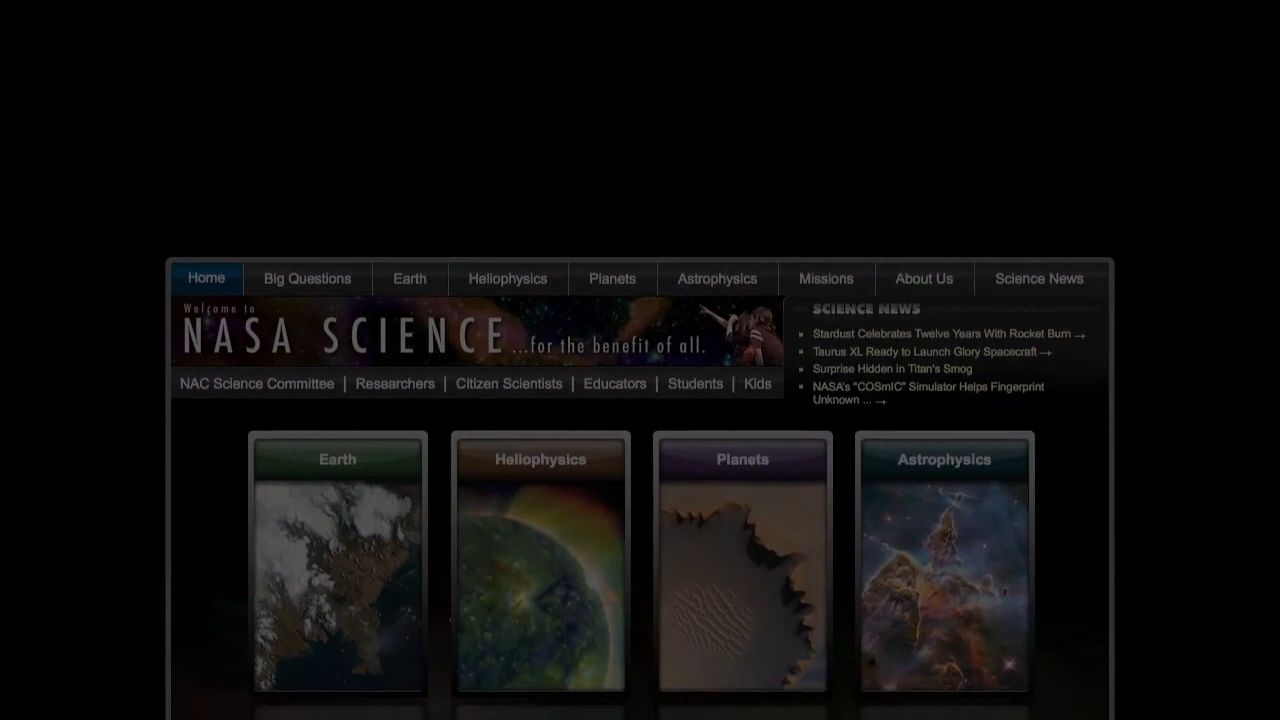 Home Big Questions Earth Heliophysics Planets Astrophysics Missions About Us Science News
Welcome to
NASA SCIENCE ...for the benefit of all.
NAC Science Committee | Researchers | Citizen Scientists | Educators | Students | Kids
SCIENCE NEWS
Stardust Celebrates Twelve Years With Rocket Burn →
Taurus XL Ready to Launch Glory Spacecraft →
Surprise Hidden in Titan's Smog
NASA's "COSmIC" Simulator Helps Fingerprint
Unknown ... →
Earth Heliophysics Planets Astrophysics